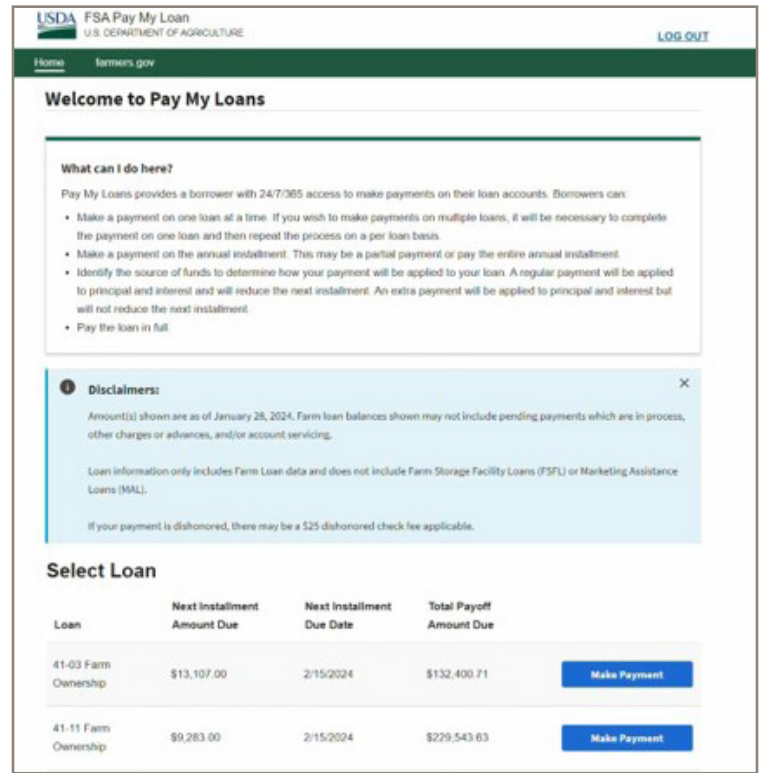 USDA FSA Pay My Loan
U.S. DEPARTMENT OF AGRICULTURE
LOG OUT
Home farmers.gov
Welcome to Pay My Loans
What can I do here?
Pay My Loans provides a borrower with 24/7/365 access to make payments on their loan accounts. Borrowers can:
• Make a payment on one loan at a time. If you wish to make payments on multiple loans, it will be necessary to complete
the payment on one loan and then repeat the process on a per loan basis.
• Make a payment on the annual installment. This may be a partial payment or pay the entire annual installment.
• Identify the source of funds to determine how your payment will be applied to your loan. A regular payment will be applied
to principal and interest and will reduce the next installment. An extra payment will be applied to principal and interest but
will not reduce the next installment.
• Pay the loan in full.
Disclaimers:
Amount(s) shown are as of January 28, 2024. Farm loan balances shown may not include pending payments which are in process,
other charges or advances, and/or account servicing.
Loan information only includes Farm Loan data and does not include Farm Storage Facility Loans (FSFL) or Marketing Assistance
Loans (MAL).
If your payment is dishonored, there may be a $25 dishonored check fee applicable.
Select Loan
Loan Next Installment Amount Due Next Installment Due Date Total Payoff Amount Due
41-03 Farm Ownership $13,107.00 2/15/2024 $132,400.71 Make Payment
41-11 Farm Ownership $9,283.00 2/15/2024 $229,543.63 Make Payment